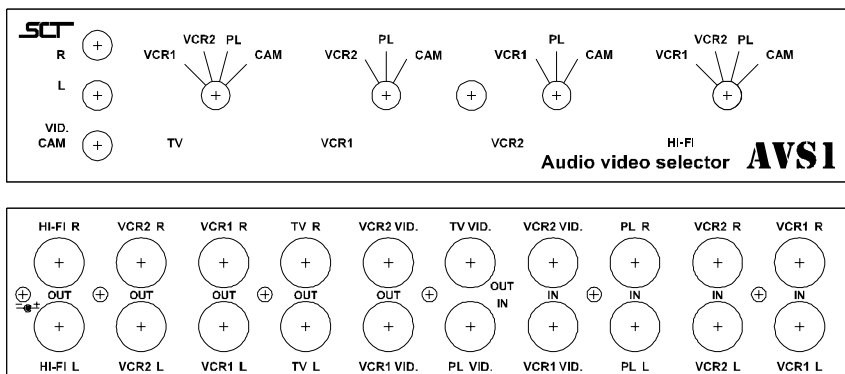 SCT
VCR2 PL PL PL VCR2 PL
R VCR1 CAM VCR2 CAM VCR1 CAM VCR1 CAM
L
VID.
CAM TV VCR1 VCR2 HI-FI
Audio video selector AVS1
HI-FI R VCR2 R VCR1 R TV R VCR2 VID. TV VID. VCR2 VID. PL R VCR2 R VCR1 R
OUT OUT OUT OUT OUT OUT IN IN IN IN
IN
- +
HI-FI L VCR2 L VCR1 L TV L VCR1 VID. PL VID. VCR1 VID. PL L VCR2 L VCR1 L